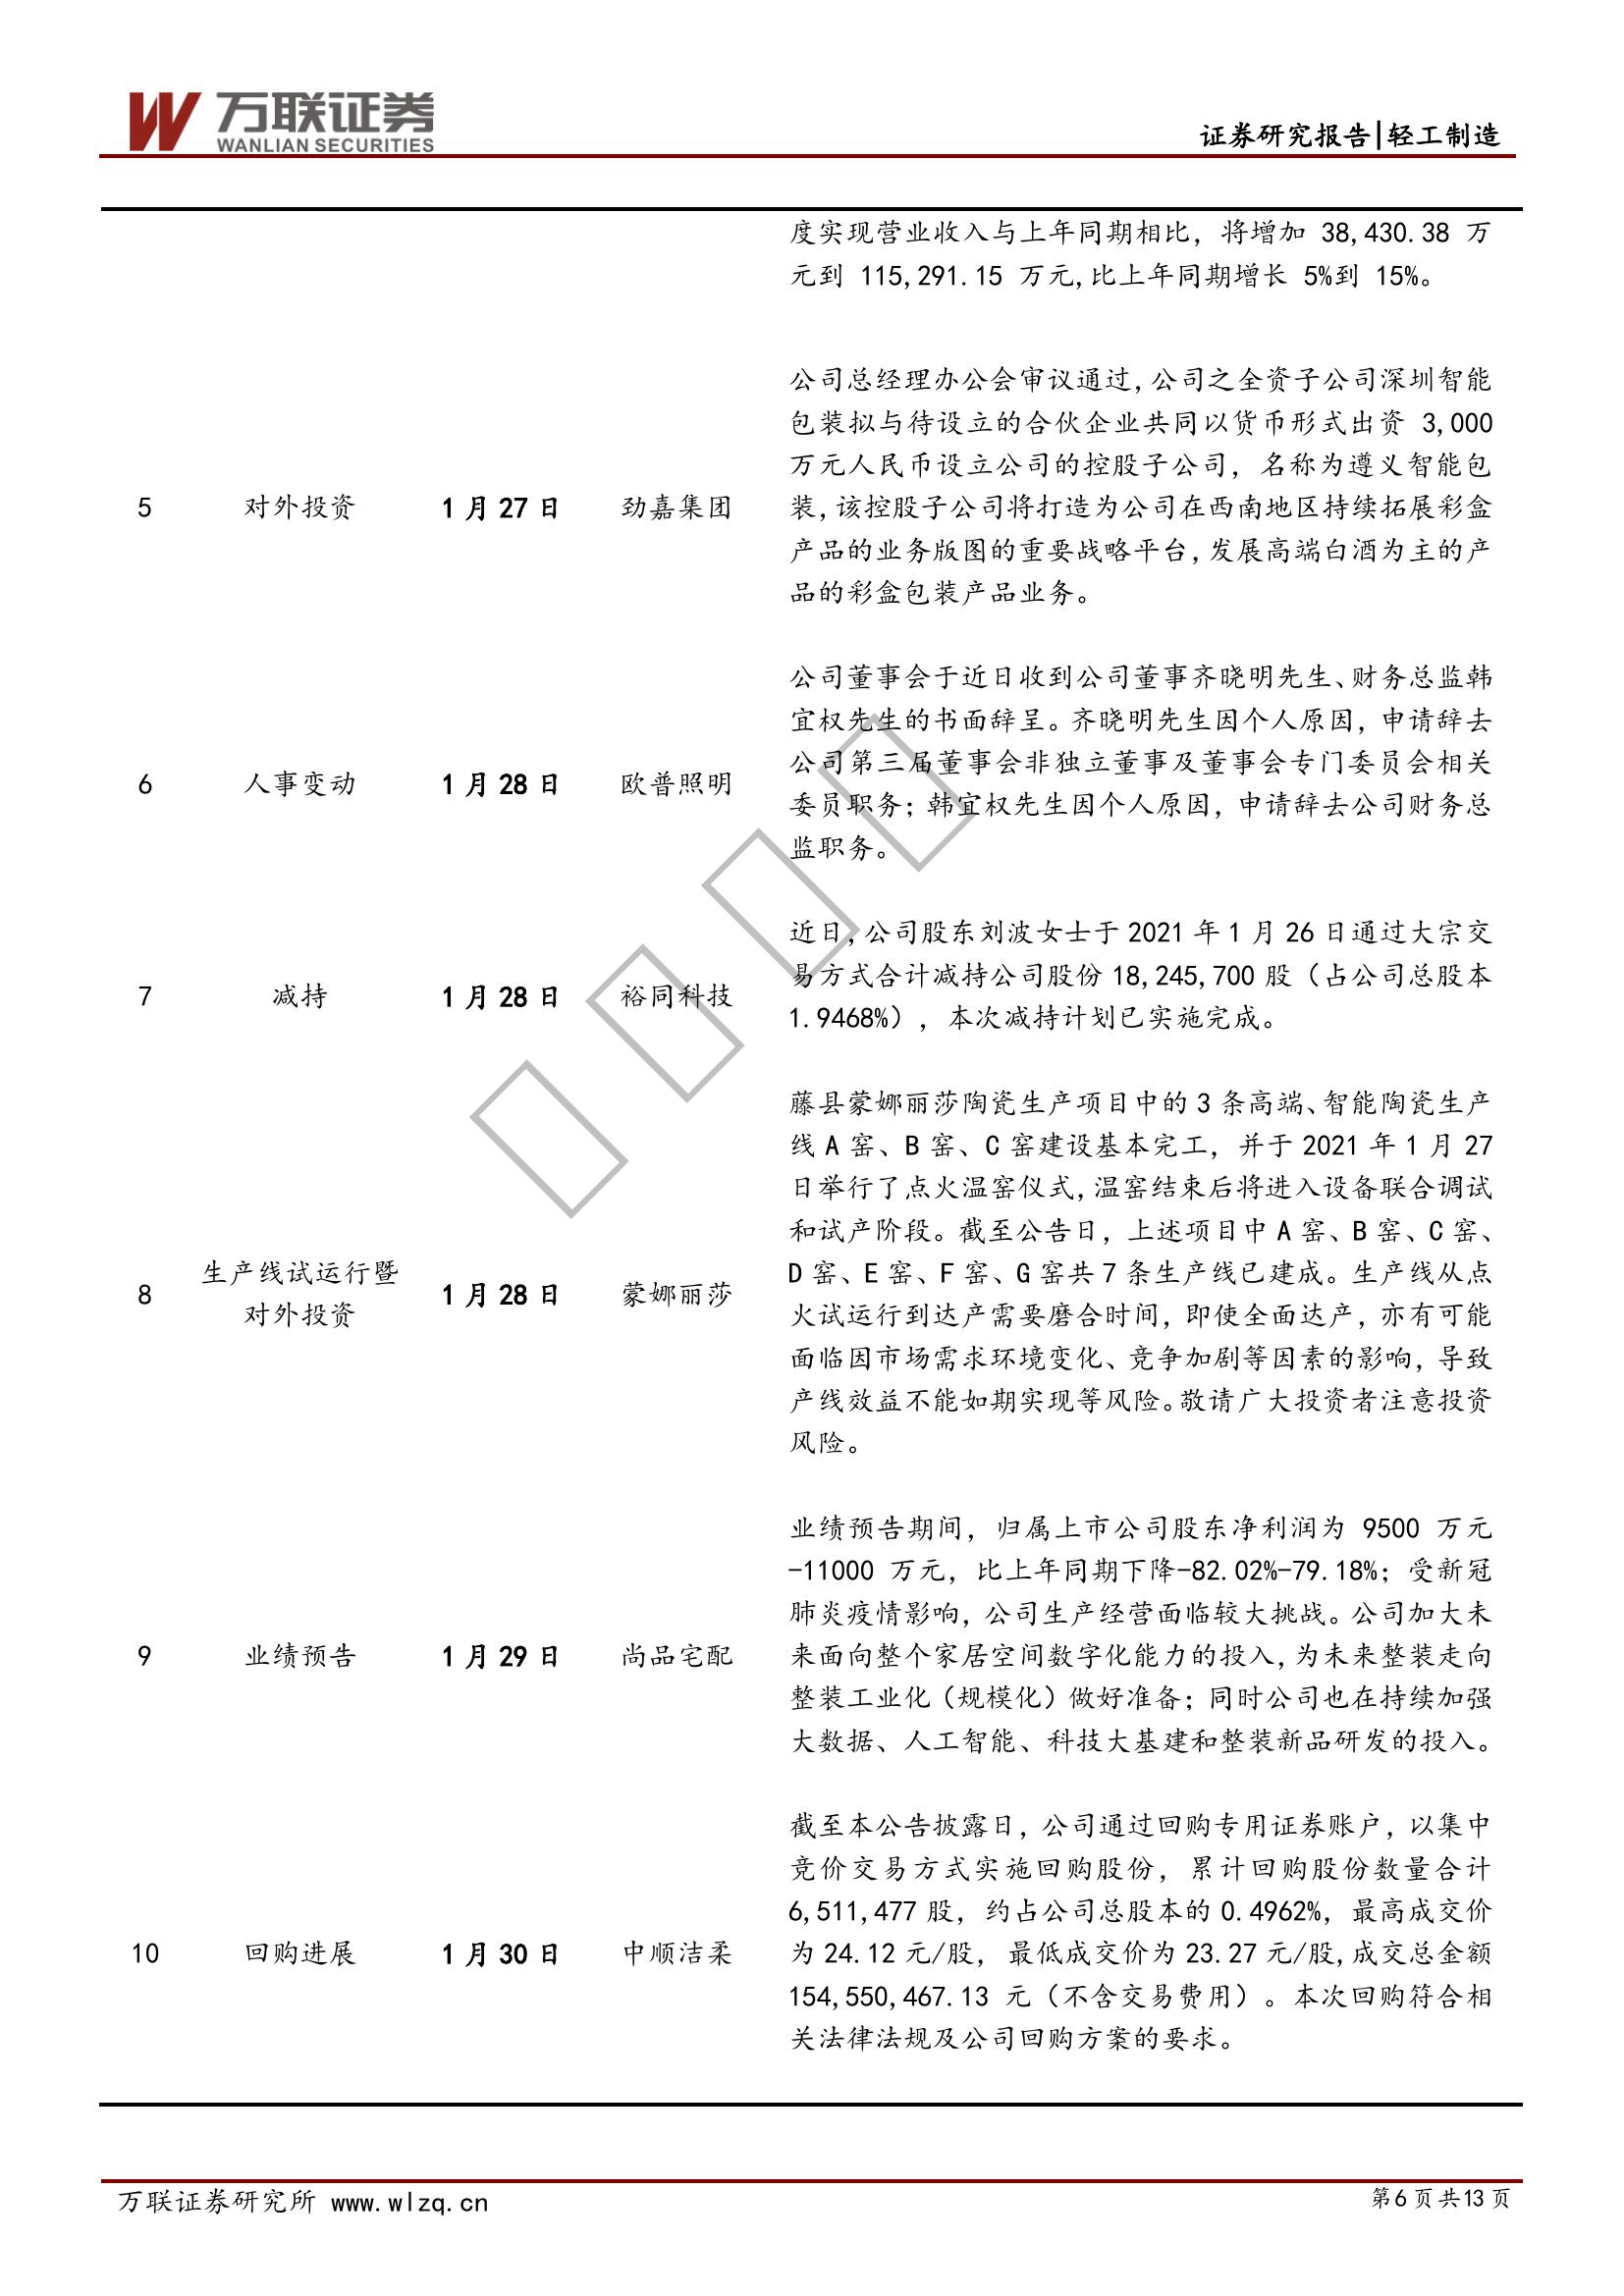 万联证券
WANLIAN SECURITIES
证券研究报告|轻工制造
度实现营业收入与上年同期相比，将增加 38,430.38 万
元到 115,291.15 万元,比上年同期增长 5%到 15%。
5 对外投资 1月27日 劲嘉集团
公司总经理办公会审议通过,公司之全资子公司深圳智能
包装拟与待设立的合伙企业共同以货币形式出资 3,000
万元人民币设立公司的控股子公司，名称为遵义智能包
装,该控股子公司将打造为公司在西南地区持续拓展彩盒
产品的业务版图的重要战略平台,发展高端白酒为主的产
品的彩盒包装产品业务。
6 人事变动 1月28日 欧普照明
公司董事会于近日收到公司董事齐晓明先生、财务总监韩
宜权先生的书面辞呈。齐晓明先生因个人原因，申请辞去
公司第三届董事会非独立董事及董事会专门委员会相关
委员职务；韩宜权先生因个人原因，申请辞去公司财务总
监职务。
7 减持 1月28日 裕同科技
近日,公司股东刘波女士于 2021 年 1 月 26 日通过大宗交
易方式合计减持公司股份 18,245,700 股（占公司总股本
1.9468%），本次减持计划已实施完成。
8 生产线试运行暨
对外投资 1月28日 蒙娜丽莎
藤县蒙娜丽莎陶瓷生产项目中的 3 条高端、智能陶瓷生产
线 A 窑、B 窑、C 窑建设基本完工，并于 2021 年 1 月 27
日举行了点火温窑仪式,温窑结束后将进入设备联合调试
和试产阶段。截至公告日，上述项目中 A 窑、B 窑、C 窑、
D 窑、E 窑、F 窑、G 窑共 7 条生产线已建成。生产线从点
火试运行到达产需要磨合时间，即使全面达产，亦有可能
面临因市场需求环境变化、竞争加剧等因素的影响，导致
产线效益不能如期实现等风险。敬请广大投资者注意投资
风险。
9 业绩预告 1月29日 尚品宅配
业绩预告期间，归属上市公司股东净利润为 9500 万元
-11000 万元，比上年同期下降-82.02%-79.18%；受新冠
肺炎疫情影响，公司生产经营面临较大挑战。公司加大未
来面向整个家居空间数字化能力的投入,为未来整装走向
整装工业化（规模化）做好准备；同时公司也在持续加强
大数据、人工智能、科技大基建和整装新品研发的投入。
10 回购进展 1月30日 中顺洁柔
截至本公告披露日，公司通过回购专用证券账户，以集中
竞价交易方式实施回购股份，累计回购股份数量合计
6,511,477 股，约占公司总股本的 0.4962%，最高成交价
为 24.12 元/股，最低成交价为 23.27 元/股,成交总金额
154,550,467.13 元（不含交易费用）。本次回购符合相
关法律法规及公司回购方案的要求。
万联证券研究所 www.wlzq.cn
第6页共13页